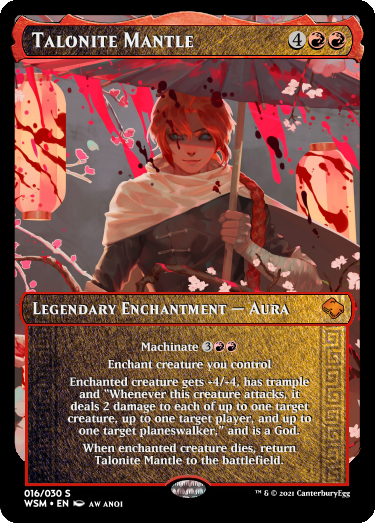 Talonite Mantle 4
Legendary Enchantment — Aura
Machinate 3
Enchant creature you control
Enchanted creature gets +4/+4, has trample
and "Whenever this creature attacks, it
deals 2 damage to each of up to one target
creature, up to one target player, and up to
one target planeswalker." and is a God.
When enchanted creature dies, return
Talonite Mantle to the battlefield.
016/030 S
WSM • EN AW ANOI
™ & © 2021 CanterburyEgg